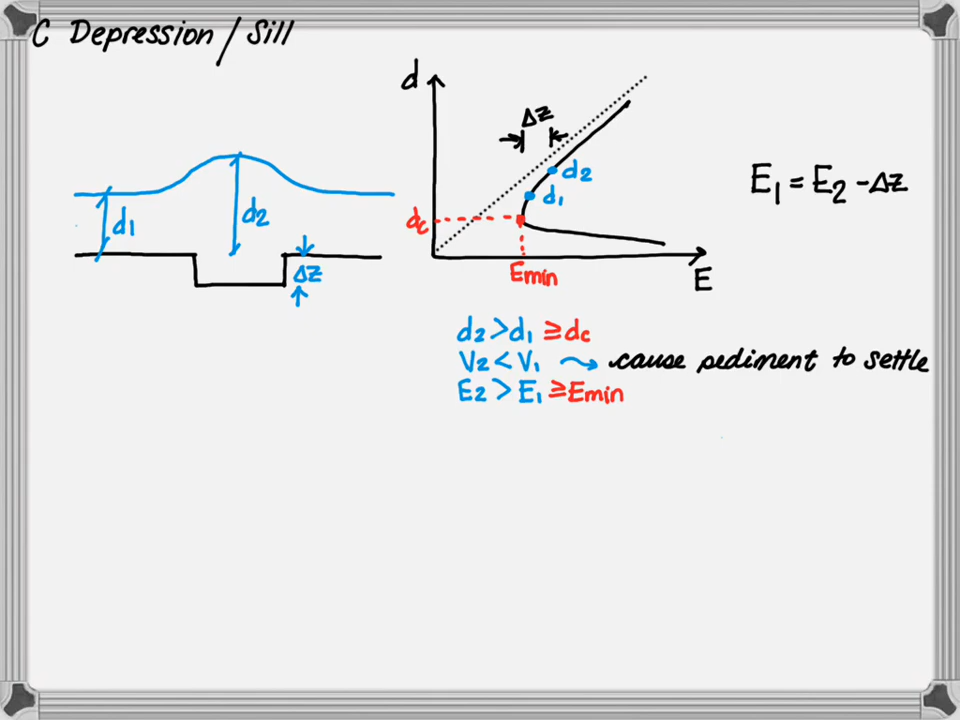 C Depression / Sill
d
ΔZ
d2
d1
dc
Emin
E
d1
d2
ΔZ
E1 = E2 - ΔZ
d2 > d1 ≥ dc
V2 < V1 ⤳ cause pediment to settle
E2 > E1 ≥ Emin